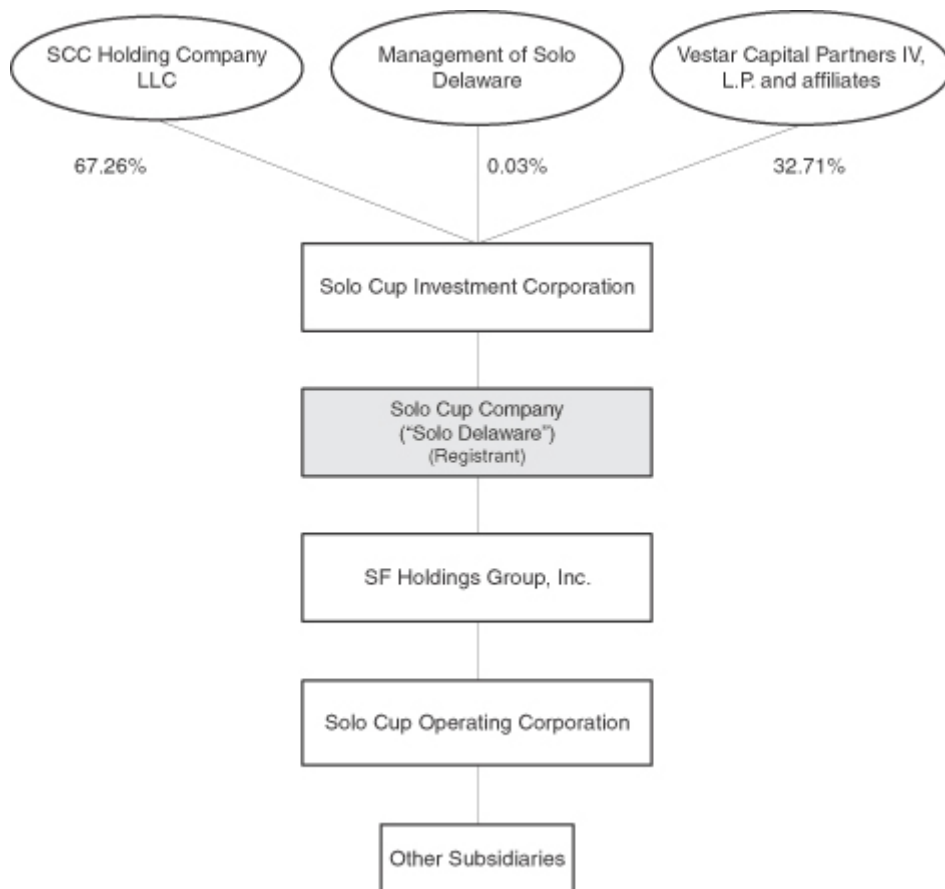 SCC Holding Company
LLC
Management of Solo
Delaware
Vestar Capital Partners IV,
L.P. and affiliates
67.26%
0.03%
32.71%
Solo Cup Investment Corporation
Solo Cup Company
(“Solo Delaware”)
(Registrant)
SF Holdings Group, Inc.
Solo Cup Operating Corporation
Other Subsidiaries